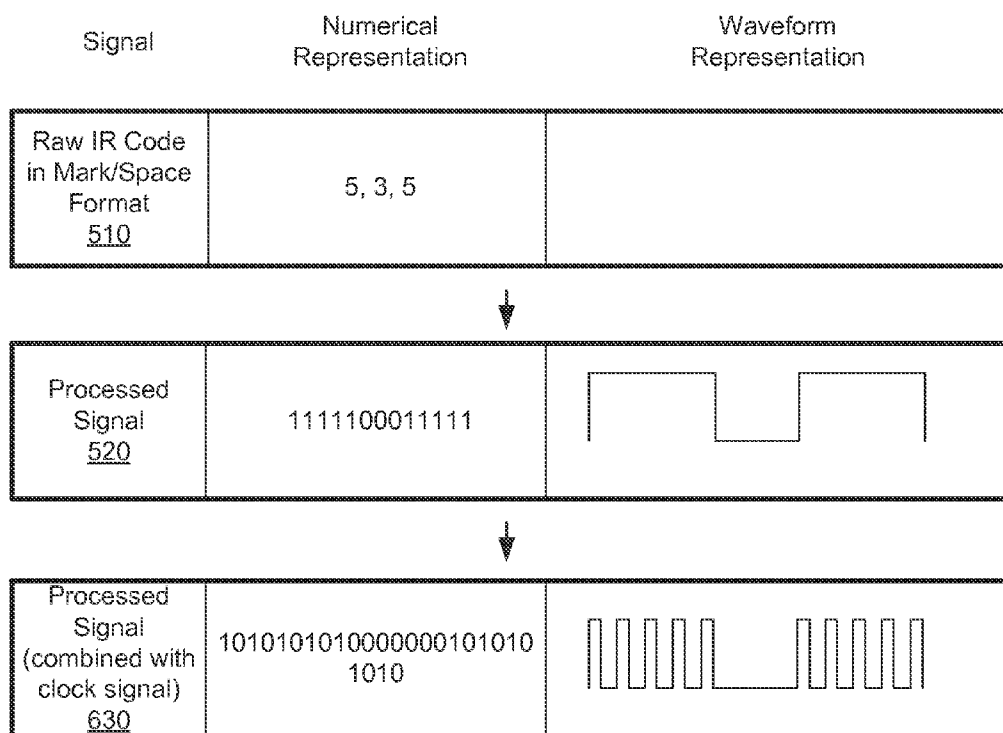 Signal
Numerical
Representation
Waveform
Representation
Raw IR Code
in Mark/Space
Format
510
5, 3, 5
Processed
Signal
520
1111100011111
Processed
Signal
(combined with
clock signal)
630
1010101010000000101010
1010